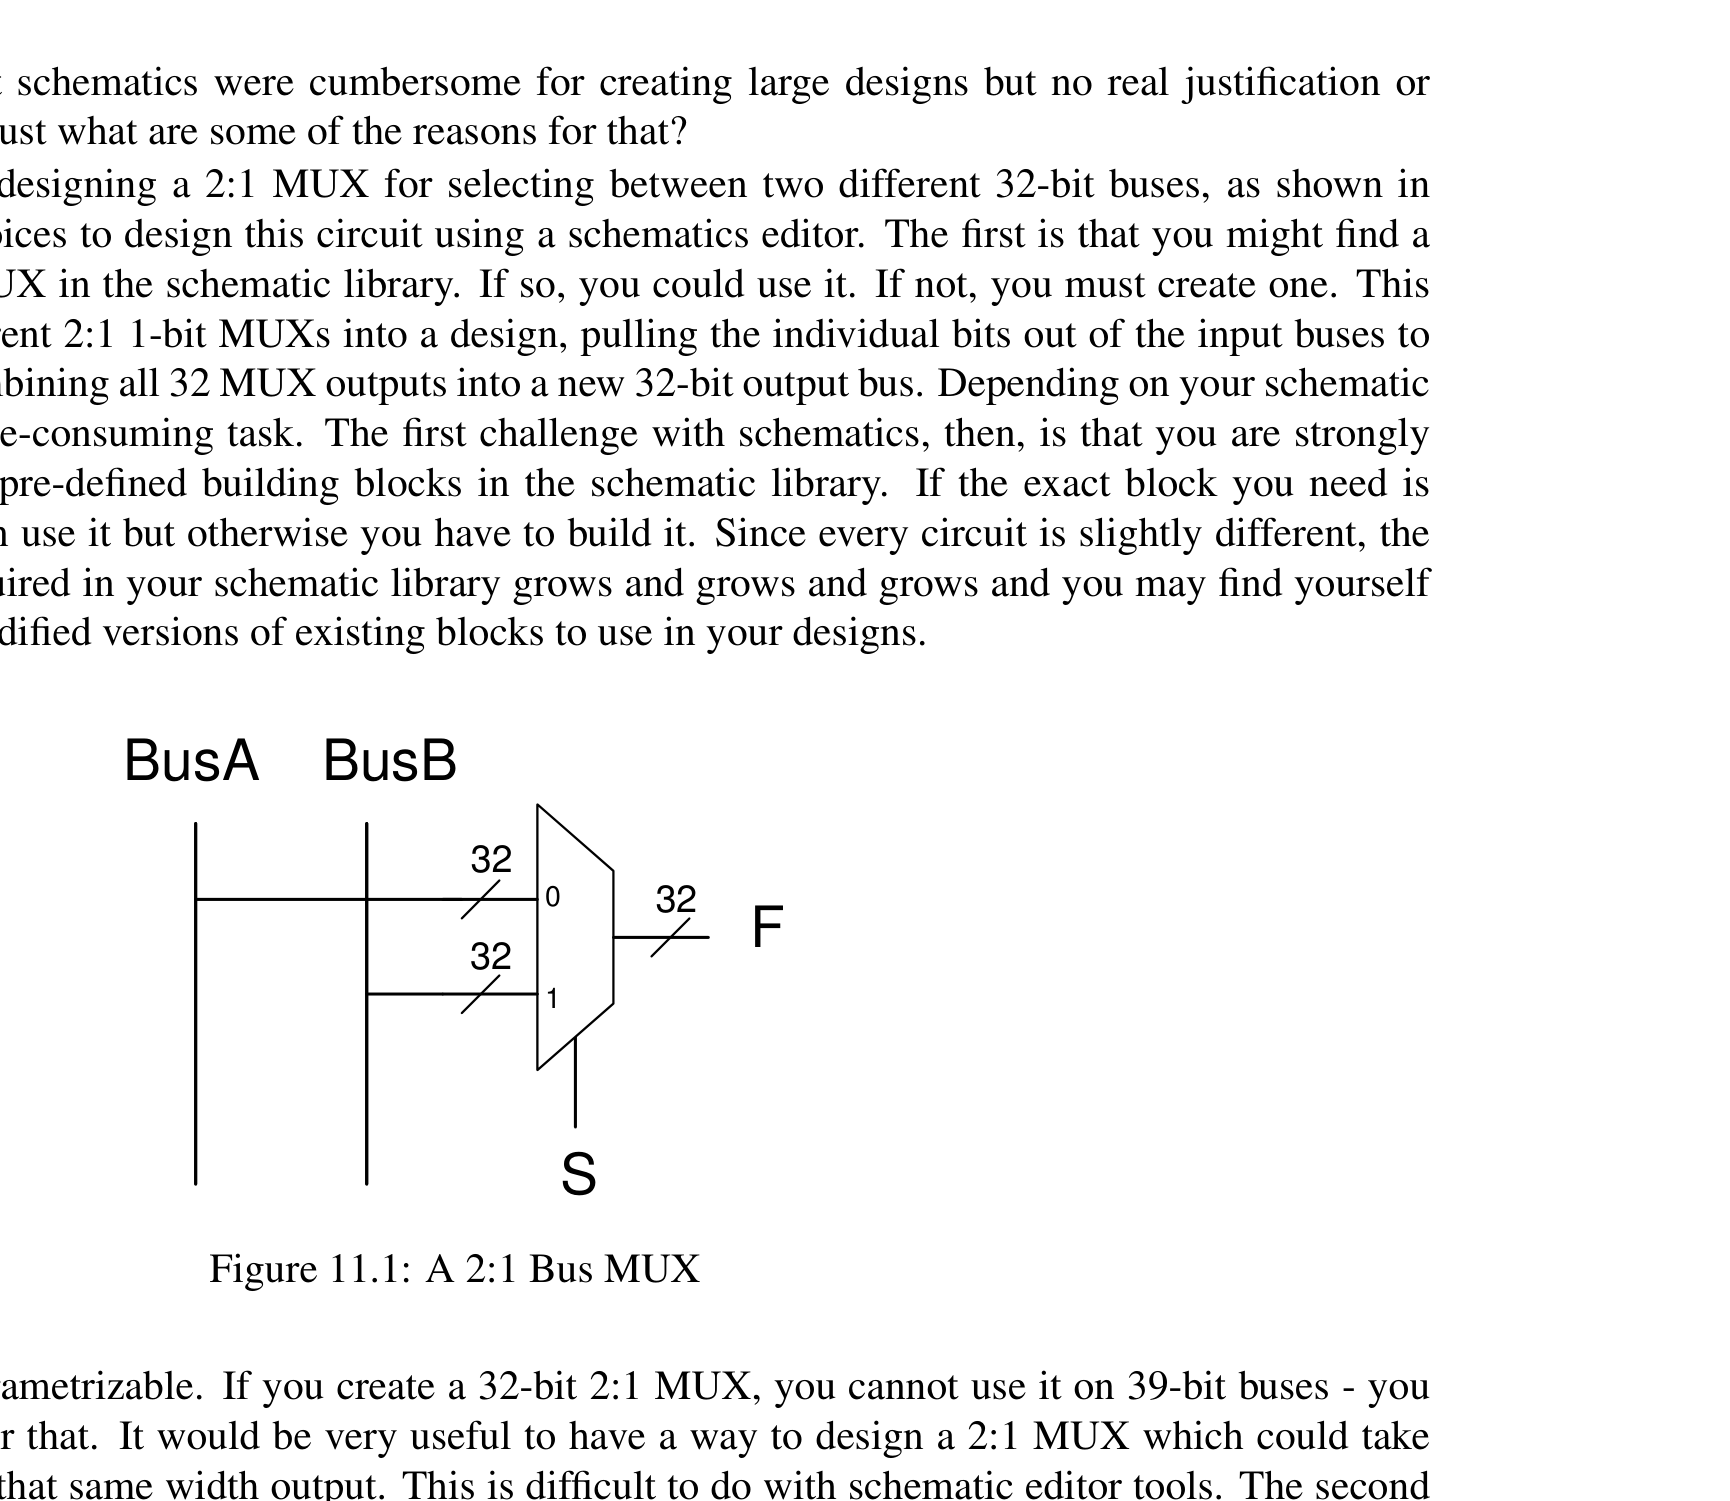 schematics were cumbersome for creating large designs but no real justification or
ust what are some of the reasons for that?
designing a 2:1 MUX for selecting between two different 32-bit buses, as shown in
ices to design this circuit using a schematics editor. The first is that you might find a
UX in the schematic library. If so, you could use it. If not, you must create one. This
ent 2:1 1-bit MUXs into a design, pulling the individual bits out of the input buses to
bining all 32 MUX outputs into a new 32-bit output bus. Depending on your schematic
e-consuming task. The first challenge with schematics, then, is that you are strongly
pre-defined building blocks in the schematic library. If the exact block you need is
use it but otherwise you have to build it. Since every circuit is slightly different, the
ired in your schematic library grows and grows and grows and you may find yourself
dified versions of existing blocks to use in your designs.
BusA BusB
32
0
32
F
32
1
S
Figure 11.1: A 2:1 Bus MUX
ametrizable. If you create a 32-bit 2:1 MUX, you cannot use it on 39-bit buses - you
r that. It would be very useful to have a way to design a 2:1 MUX which could take
that same width output. This is difficult to do with schematic editor tools. The second